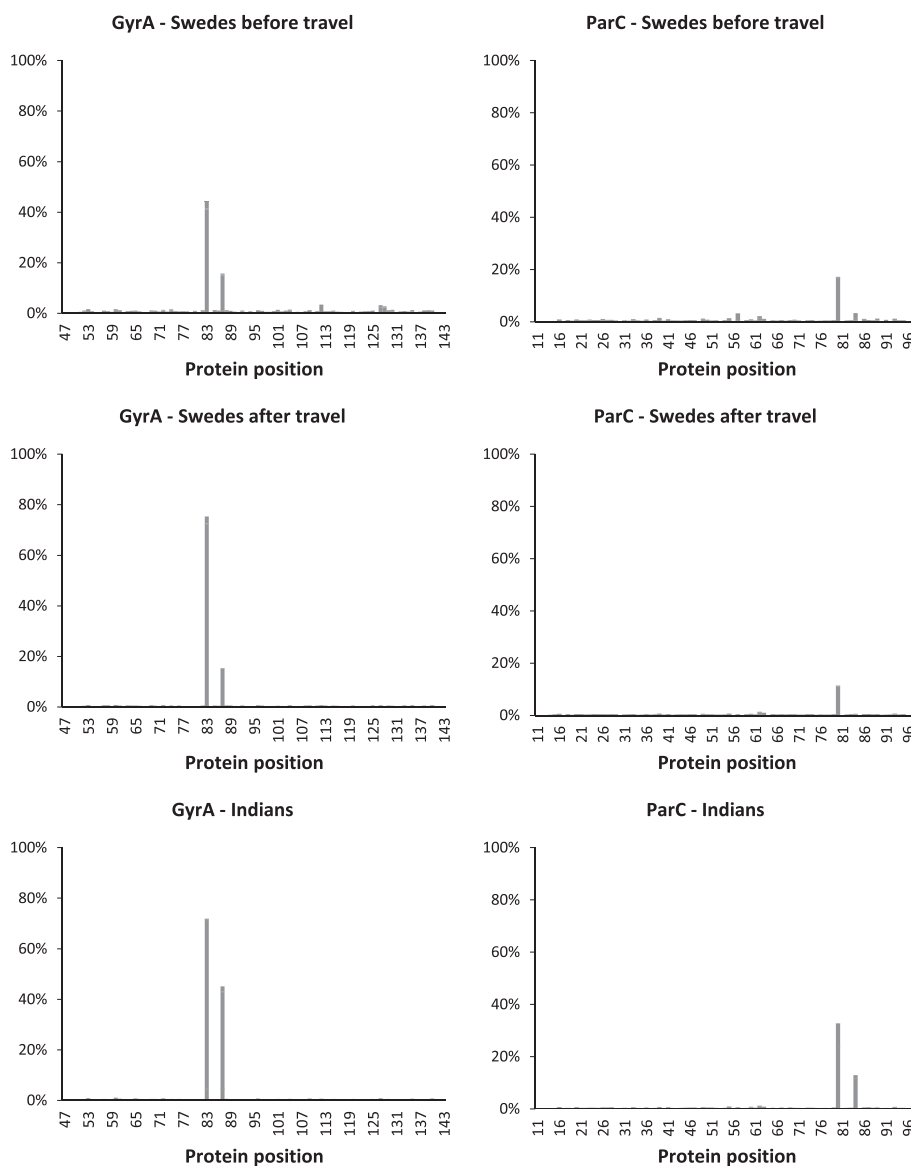 GyrA - Swedes before travel
100%
80%
60%
40%
20%
0%
47 53 59 65 71 77 83 89 95 101 107 113 119 125 131 137 143
Protein position
ParC - Swedes before travel
100%
80%
60%
40%
20%
0%
11 16 21 26 31 36 41 46 51 56 61 66 71 76 81 86 91 96
Protein position
GyrA - Swedes after travel
100%
80%
60%
40%
20%
0%
47 53 59 65 71 77 83 89 95 101 107 113 119 125 131 137 143
Protein position
ParC - Swedes after travel
100%
80%
60%
40%
20%
0%
11 16 21 26 31 36 41 46 51 56 61 66 71 76 81 86 91 96
Protein position
GyrA - Indians
100%
80%
60%
40%
20%
0%
47 53 59 65 71 77 83 89 95 101 107 113 119 125 131 137 143
Protein position
ParC - Indians
100%
80%
60%
40%
20%
0%
11 16 21 26 31 36 41 46 51 56 61 66 71 76 81 86 91 96
Protein position